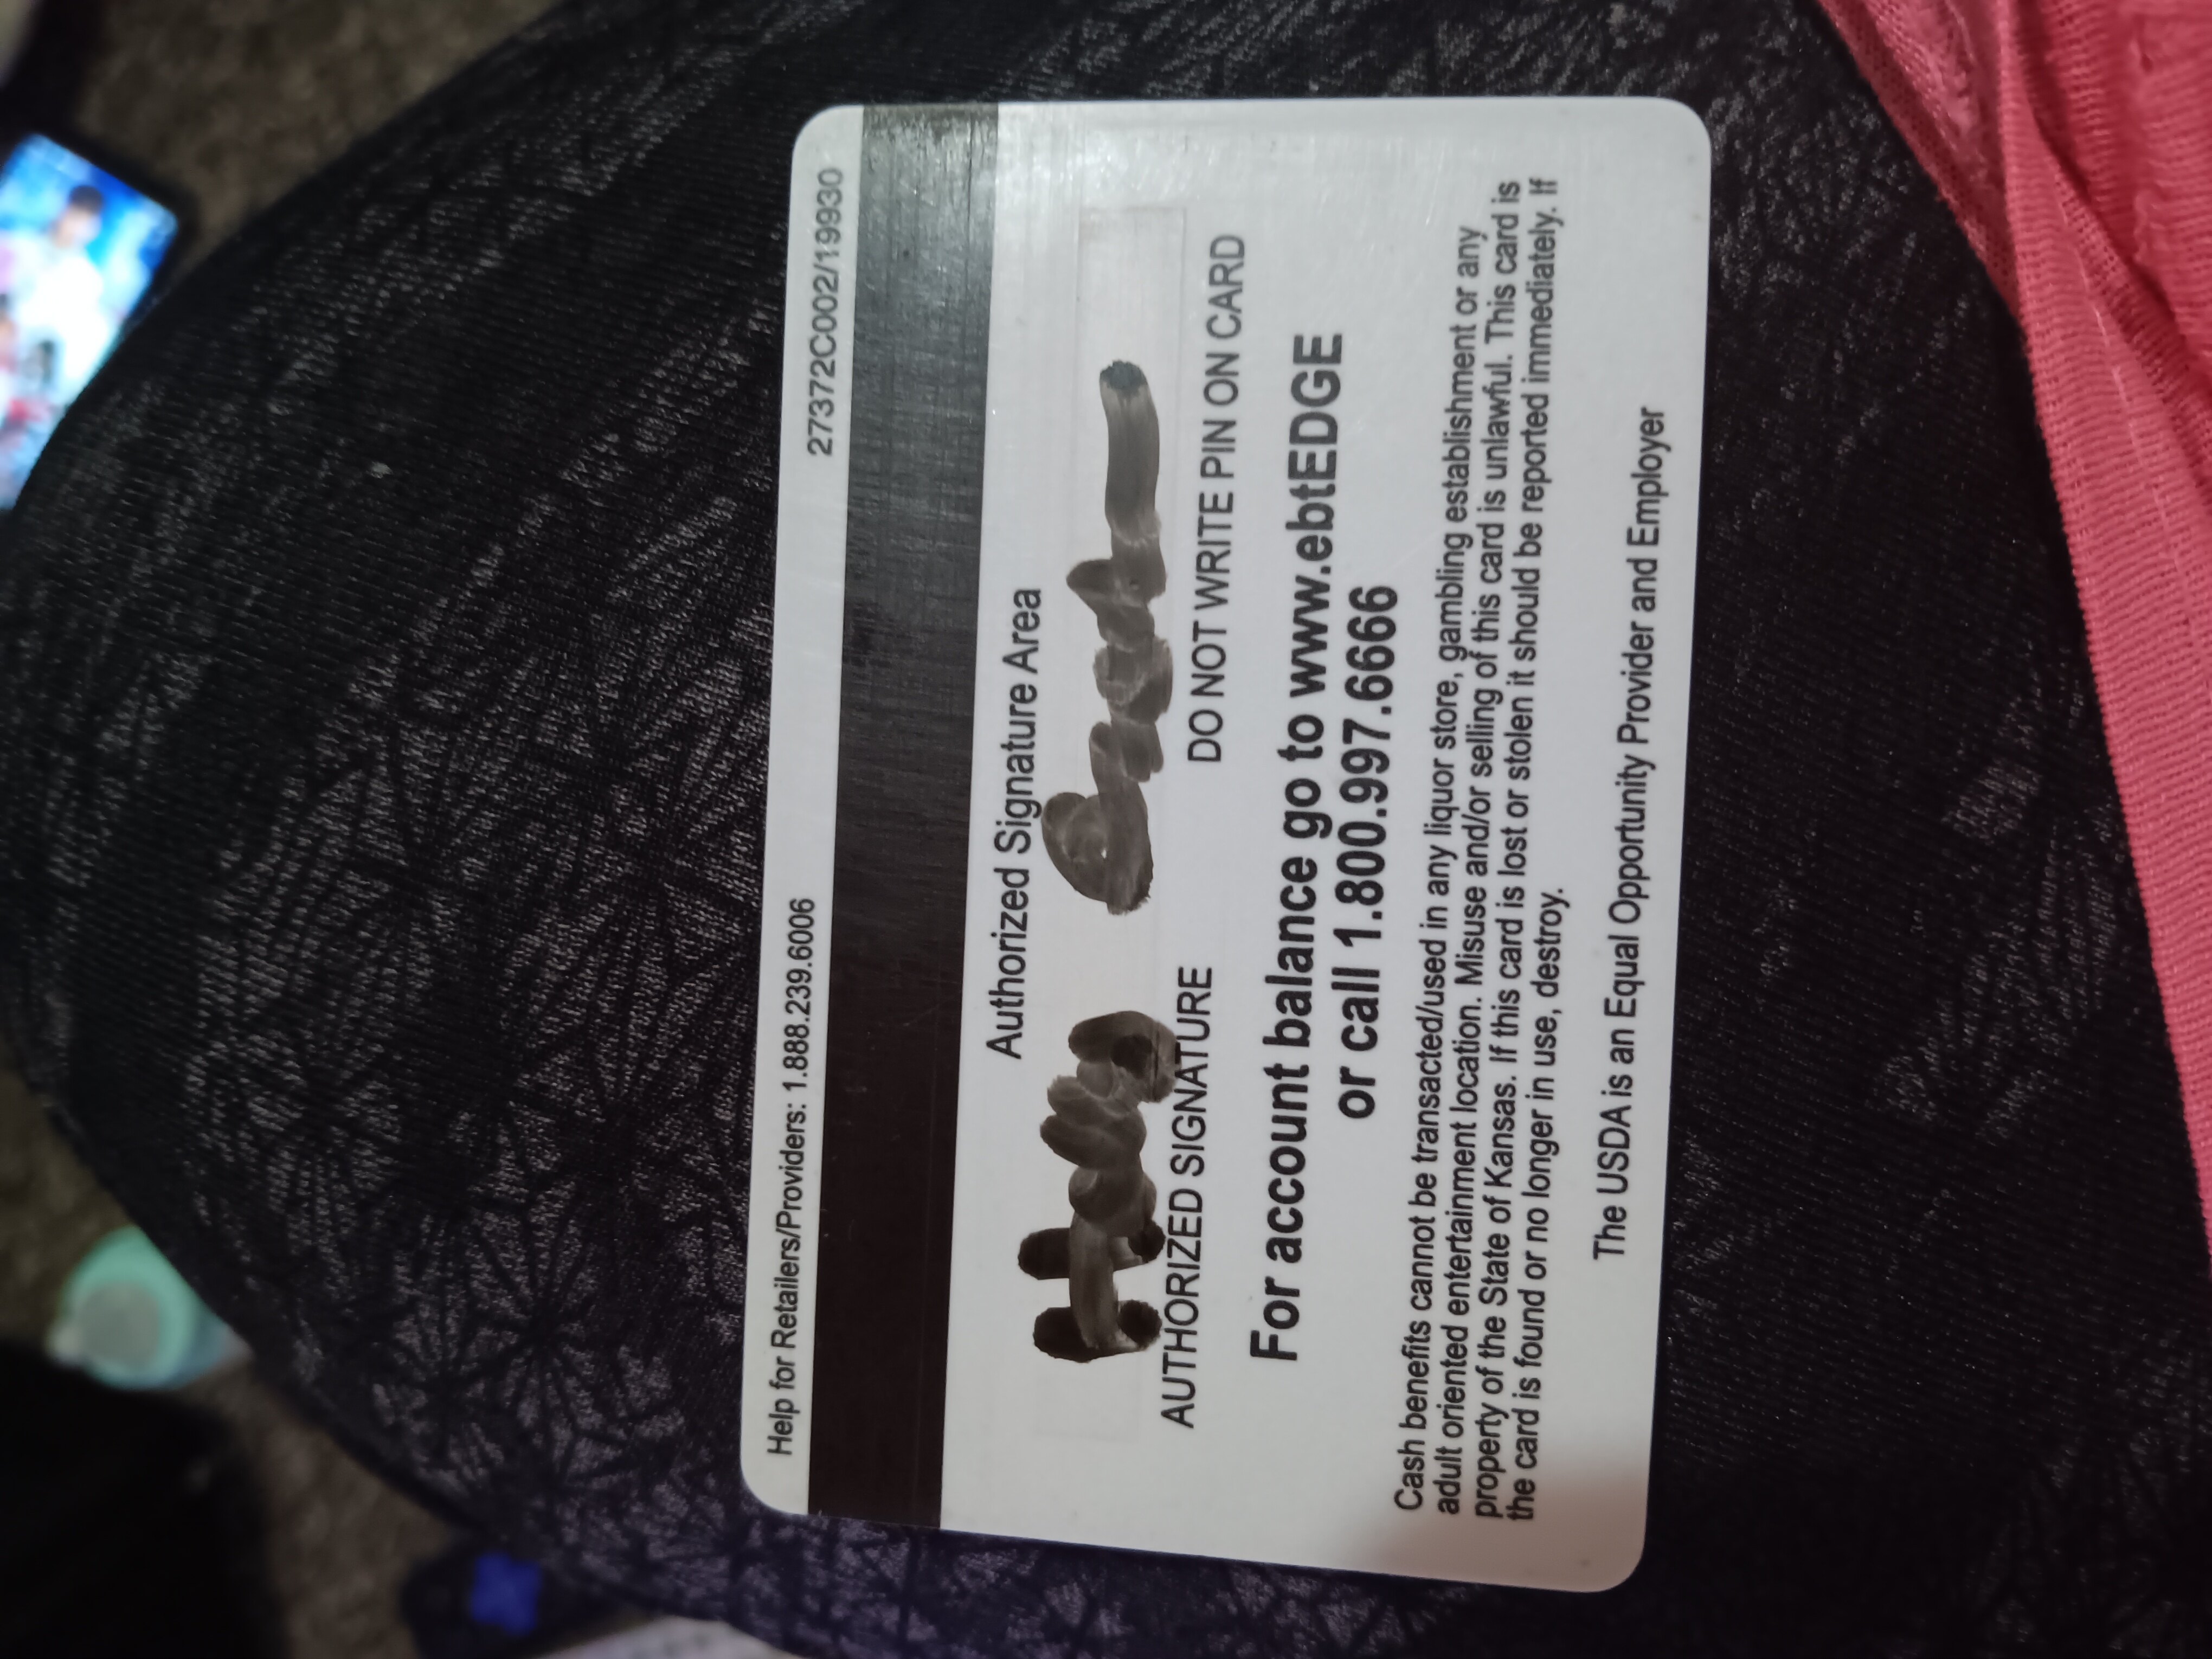 Help for Retailers/Providers: 1.888.239.6006 27372C0002/19930
Authorized Signature Area
AUTHORIZED SIGNATURE DO NOT WRITE PIN ON CARD
For account balance go to www.ebtEDGE
or call 1.800.997.6666
Cash benefits cannot be transacted/used in any liquor store, gambling establishment or any
adult oriented entertainment location. Misuse and/or selling of this card is unlawful. This card is
property of the State of Kansas. If this card is lost or stolen it should be reported immediately. If
the card is found or no longer in use, destroy.
The USDA is an Equal Opportunity Provider and Employer